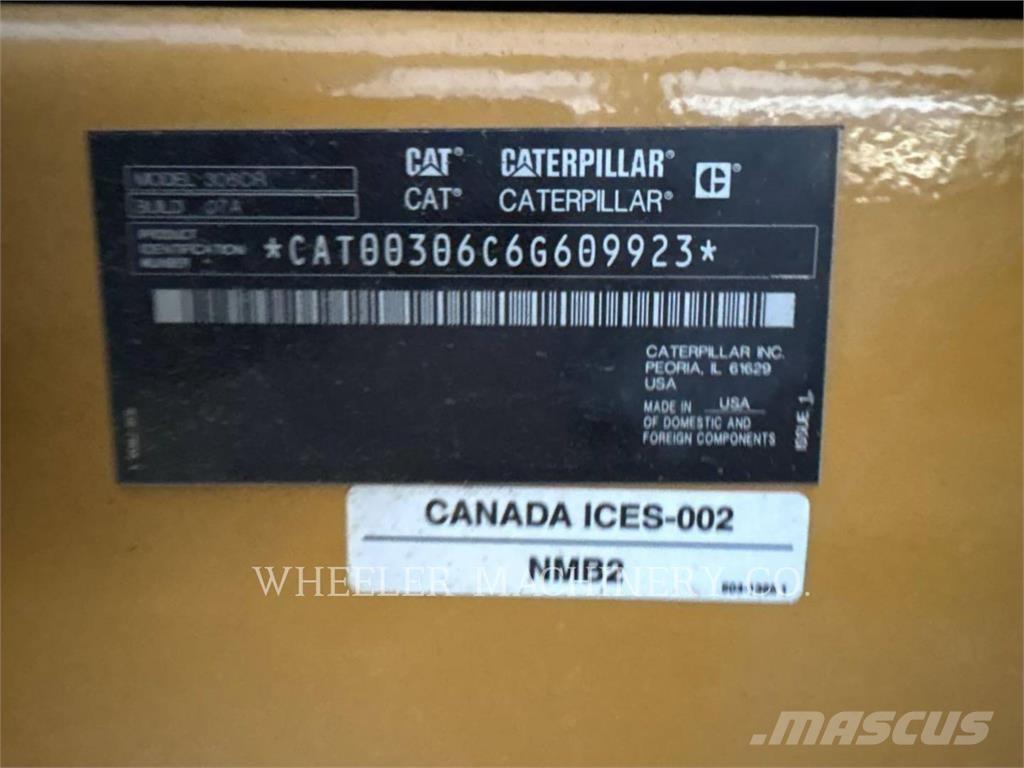 CAT® CATERPILLAR®
CAT® CATERPILLAR® C®
MODEL 306CR
BUILD 07A
PRODUCT
IDENTIFICATION
NUMBER
*CAT00306C6G609923*
CATERPILLAR INC.
PEORIA, IL 61629
USA
MADE IN USA
OF DOMESTIC AND
FOREIGN COMPONENTS
ISSUE 1
CANADA ICES-002
NMB2
WHEELER MACHINERY CO.
MASCUS